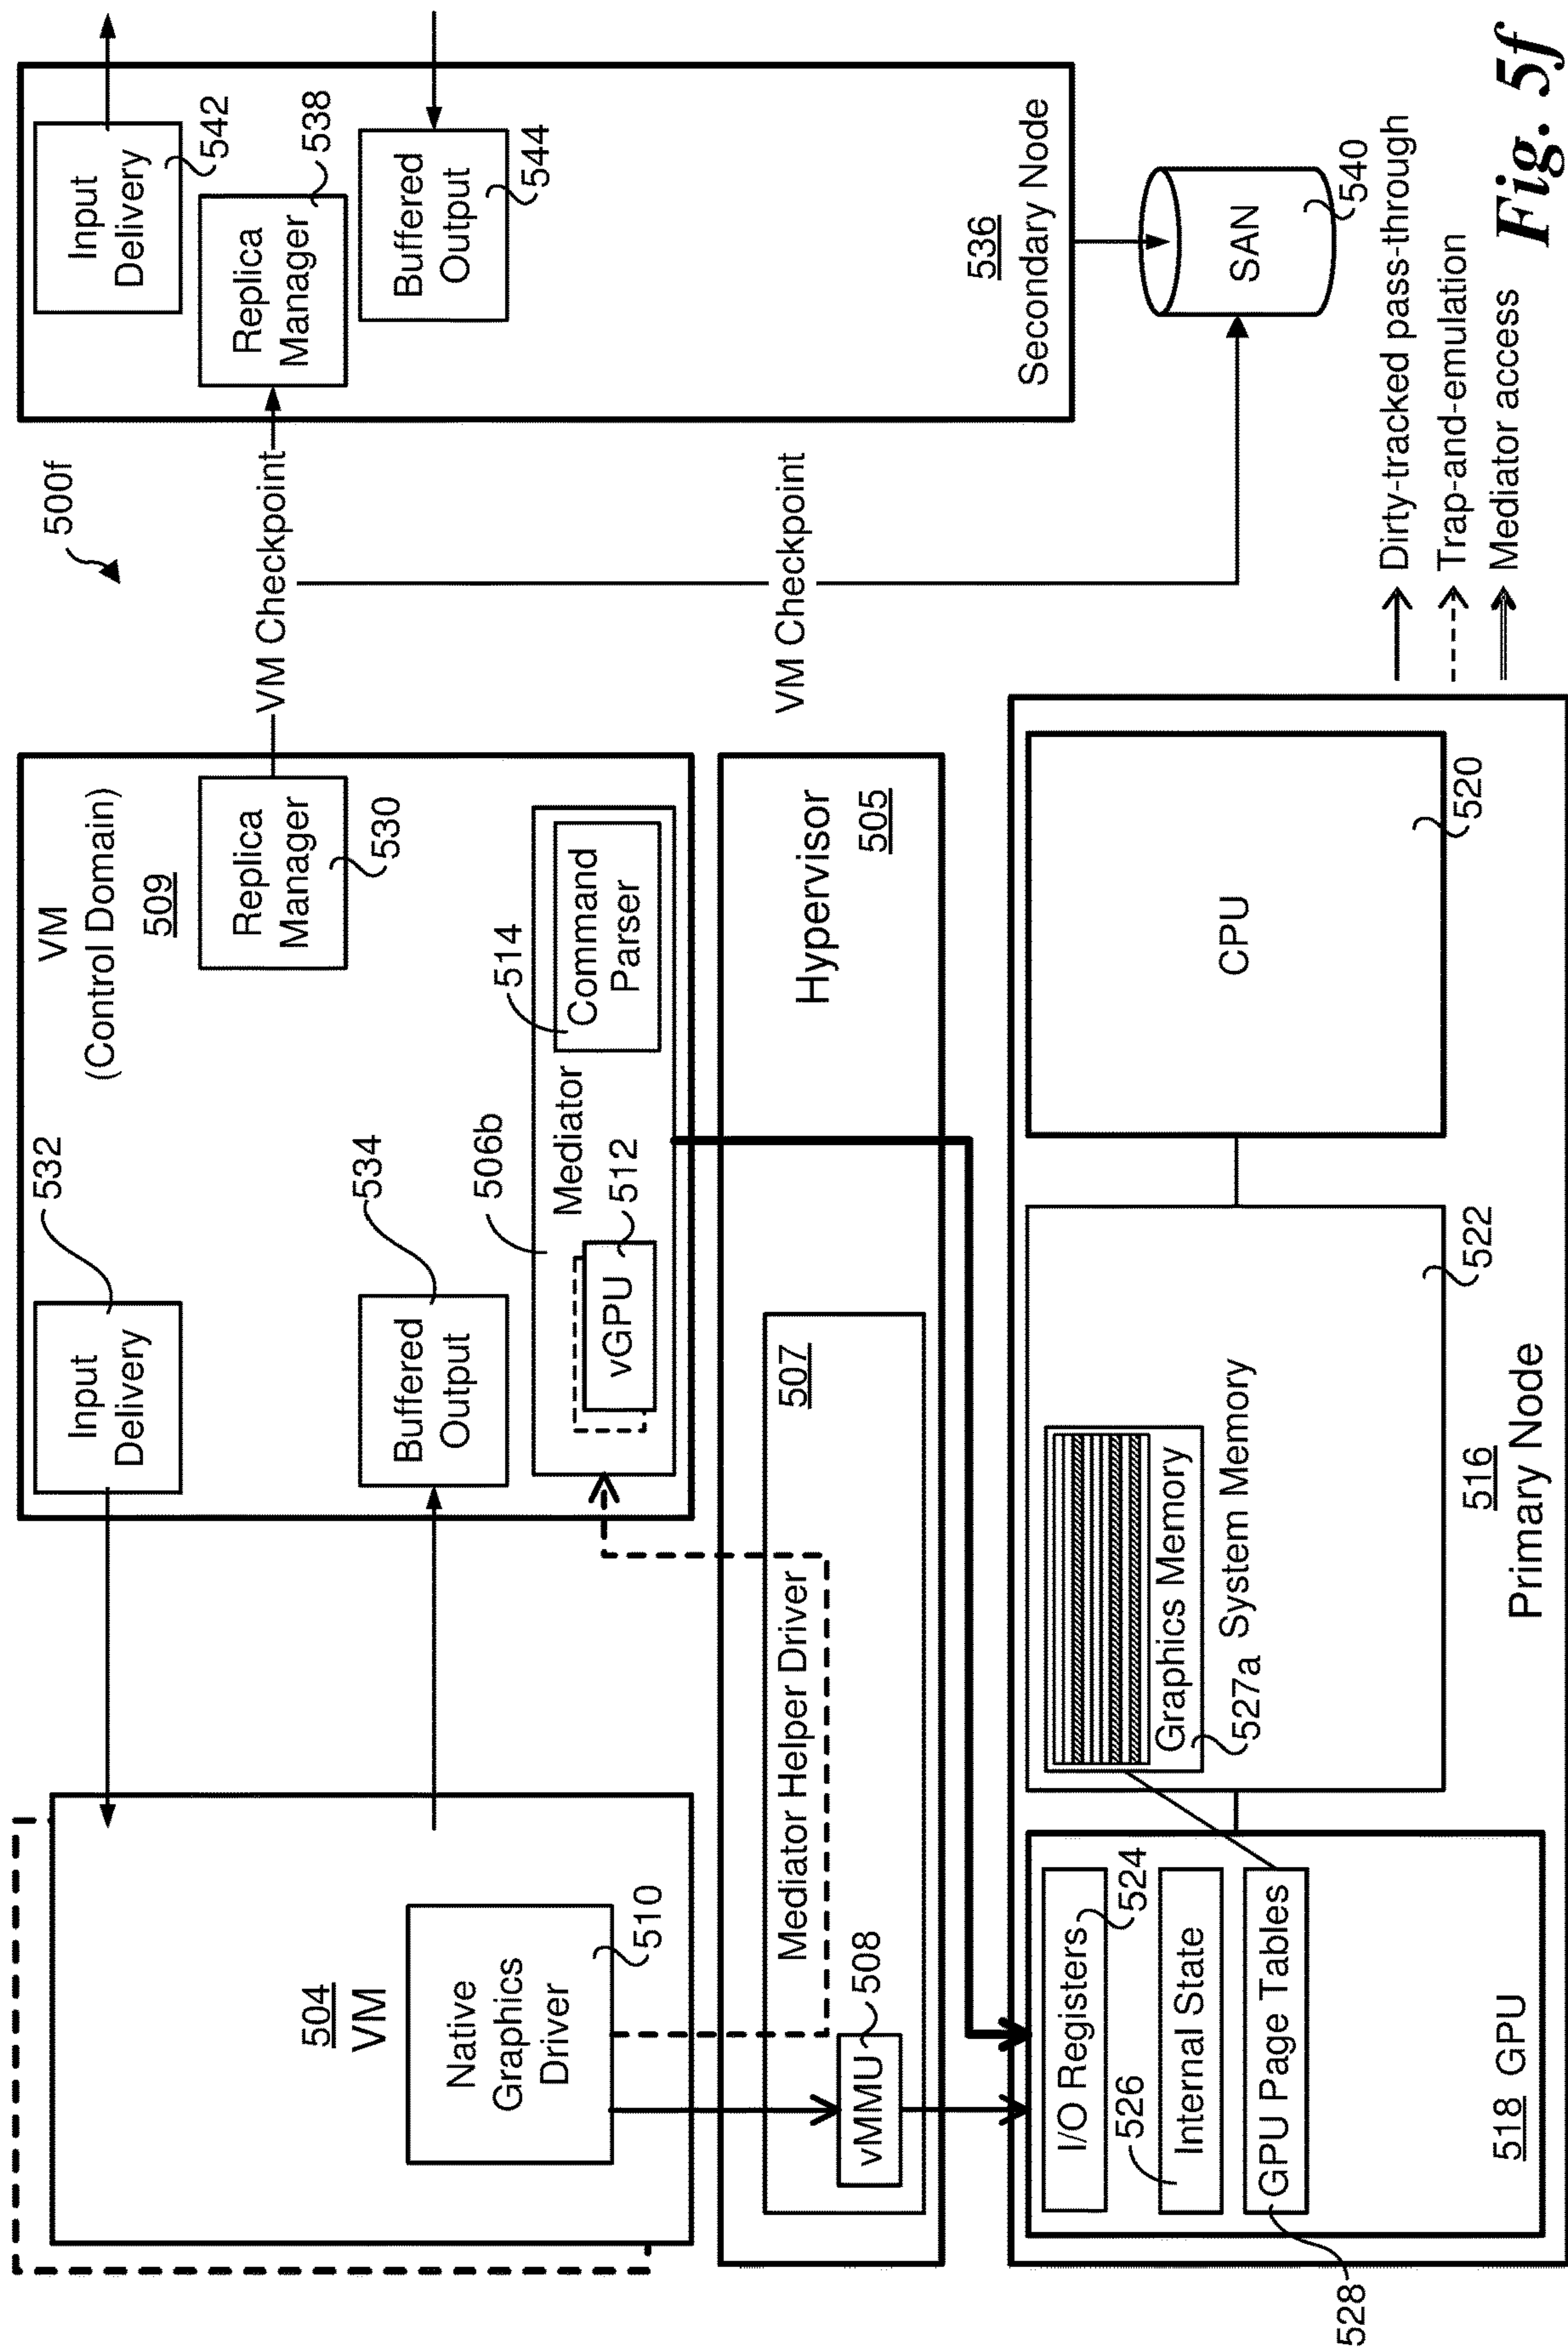 500f
504
VM
Native
Graphics
Driver
510
Input
Delivery
532
Buffered
Output
534
VM
(Control Domain)
509
Replica
Manager
530
506b
Mediator
vGPU
512
514
Command
Parser
VM Checkpoint
VM Checkpoint
Input
Delivery
542
Replica
Manager
538
Buffered
Output
544
536
Secondary Node
SAN
540
Mediator Helper Driver
507
vMMU
508
Hypervisor
505
I/O Registers
524
526
Internal State
GPU Page Tables
528
518 GPU
Graphics Memory
527a
System Memory
522
CPU
520
516
Primary Node
Dirty-tracked pass-through
Trap-and-emulation
Mediator access
Fig. 5f